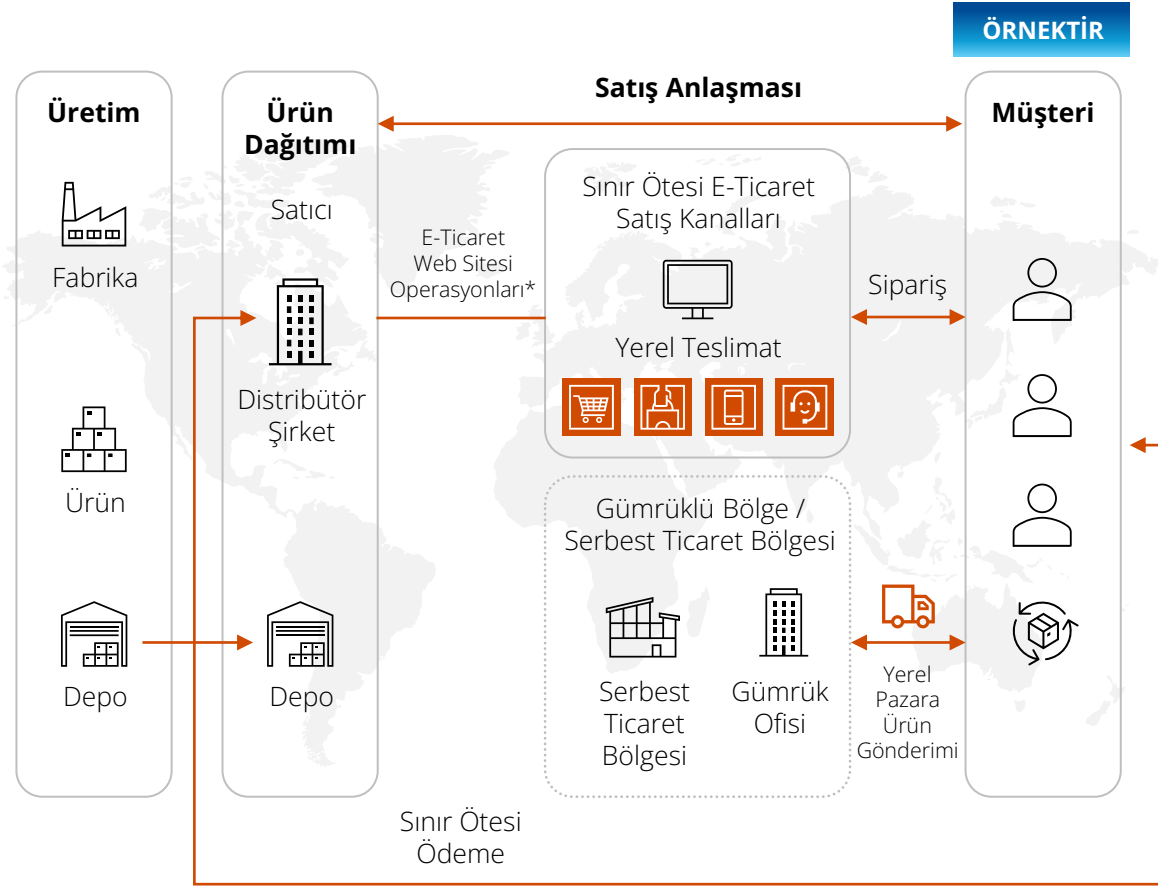 ÖRNEKTİR
Üretim
Fabrika
Ürün
Depo
Ürün
Dağıtımı
Satıcı
Distribütör
Şirket
Depo
Satış Anlaşması
E-Ticaret
Web Sitesi
Operasyonları*
Sınır Ötesi E-Ticaret
Satış Kanalları
Yerel Teslimat
Gümrüklü Bölge /
Serbest Ticaret Bölgesi
Serbest
Ticaret
Bölgesi
Gümrük
Ofisi
Sipariş
Yerel
Pazara
Ürün
Gönderimi
Müşteri
Sınır Ötesi
Ödeme